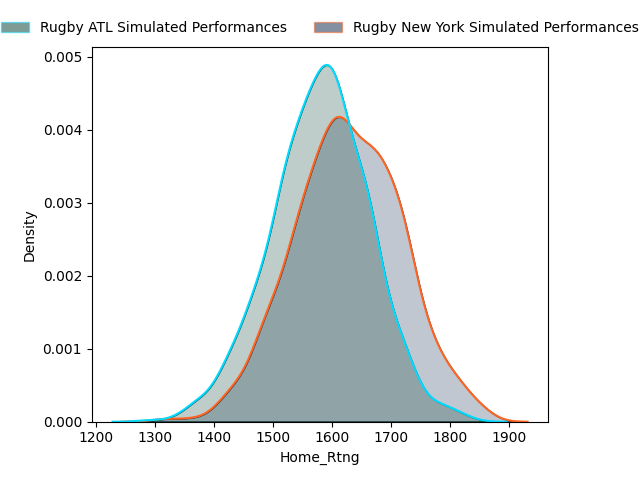 Rugby ATL Simulated Performances Rugby New York Simulated Performances
0.005
0.004
0.003
0.002
0.001
0.000
Density
1200 1300 1400 1500 1600 1700 1800 1900
Home_Rtng